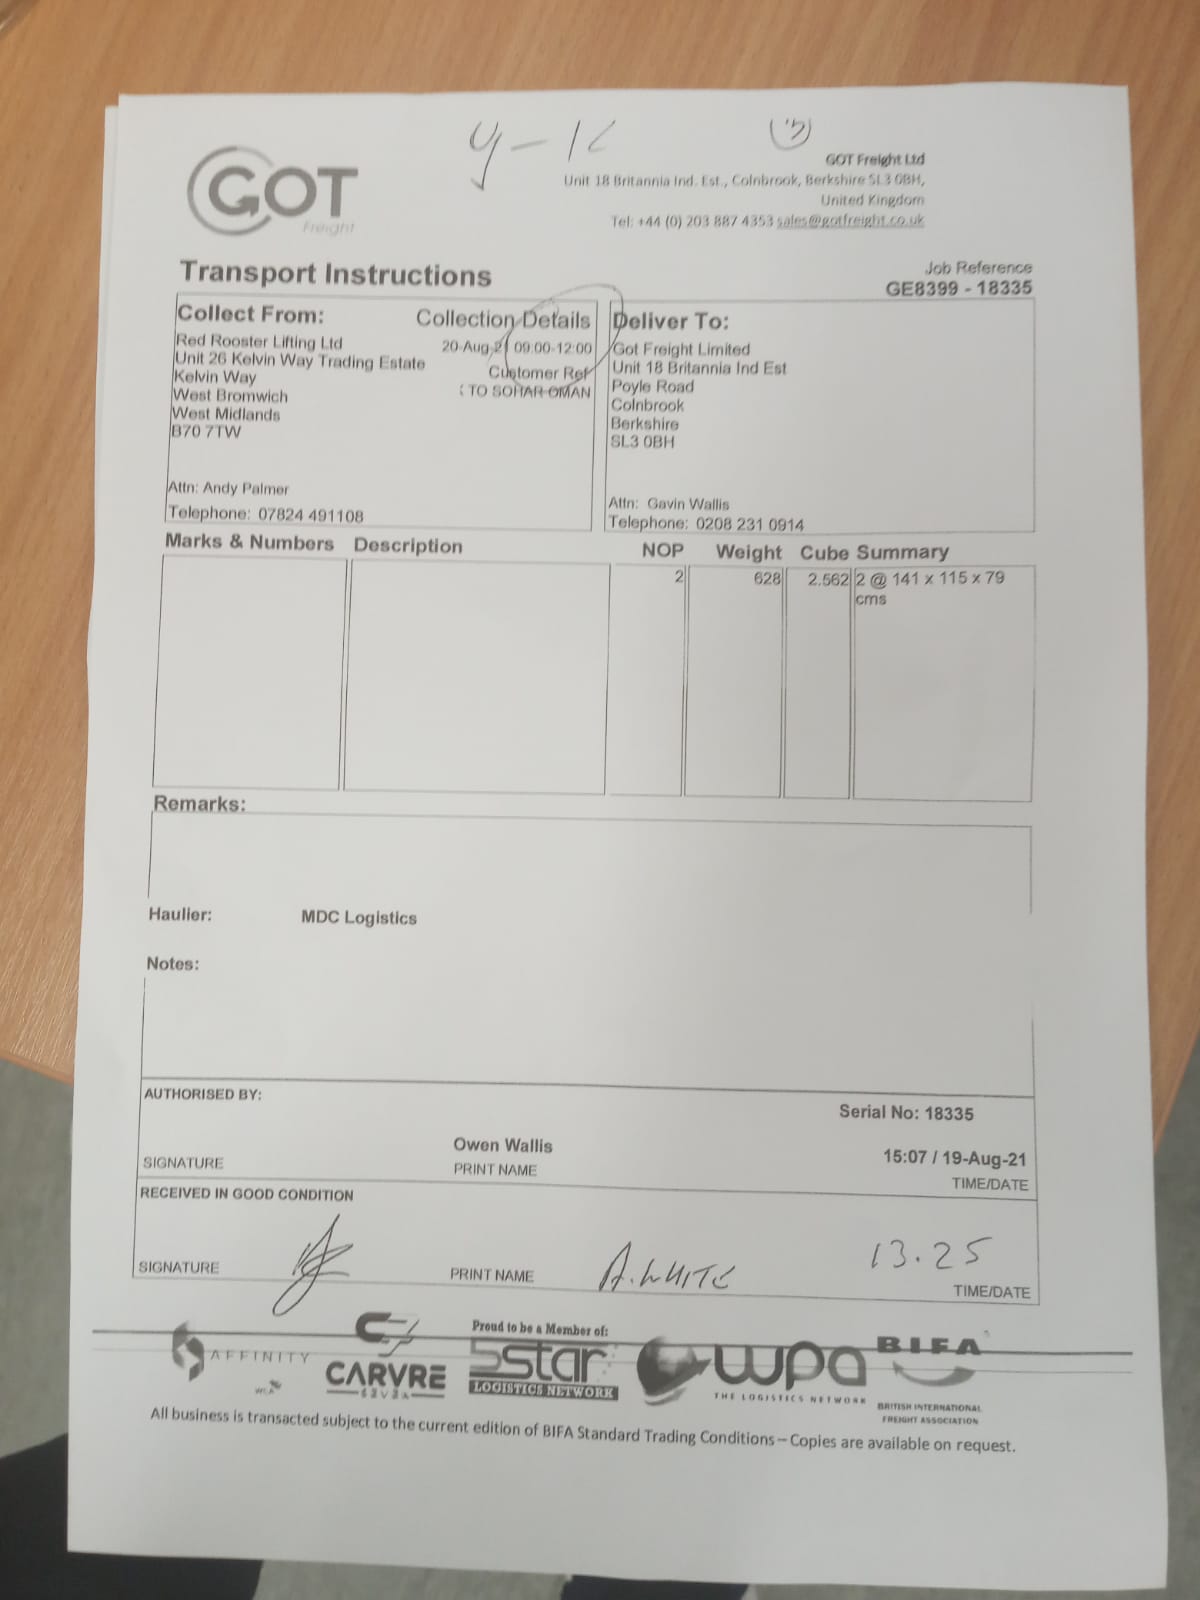 GOT
Freight
GOT Freight Ltd
Unit 18 Britannia Ind. Est., Colnbrook, Berkshire SL3 0BH,
United Kingdom
Tel: +44 (0) 203 887 4353 sales@gotfreight.co.uk
Transport Instructions
Job Reference
GE8399 - 18335
Collect From:
Collection Details
Red Rooster Lifting Ltd
20-Aug-21 09:00-12:00
Unit 26 Kelvin Way Trading Estate
Customer Ref
Kelvin Way
TO SOHAR OMAN
West Bromwich
West Midlands
B70 7TW
Attn: Andy Palmer
Telephone: 07824 491108
Deliver To:
Got Freight Limited
Unit 18 Britannia Ind Est
Poyle Road
Colnbrook
Berkshire
SL3 0BH
Attn: Gavin Wallis
Telephone: 0208 231 0914
Marks & Numbers Description NOP Weight Cube Summary
2 628 2.562 2 @ 141 x 115 x 79
cms
Remarks:
Haulier: MDC Logistics
Notes:
AUTHORISED BY:
Serial No: 18335
Owen Wallis
15:07 / 19-Aug-21
SIGNATURE PRINT NAME TIME/DATE
RECEIVED IN GOOD CONDITION
SIGNATURE PRINT NAME A.WHITE 13.25
TIME/DATE
Proud to be a Member of:
AFFINITY
CARVRE
5star
LOGISTICS NETWORK
wpa
THE LOGISTICS NETWORK
BIFA
BRITISH INTERNATIONAL
FREIGHT ASSOCIATION
All business is transacted subject to the current edition of BIFA Standard Trading Conditions – Copies are available on request.